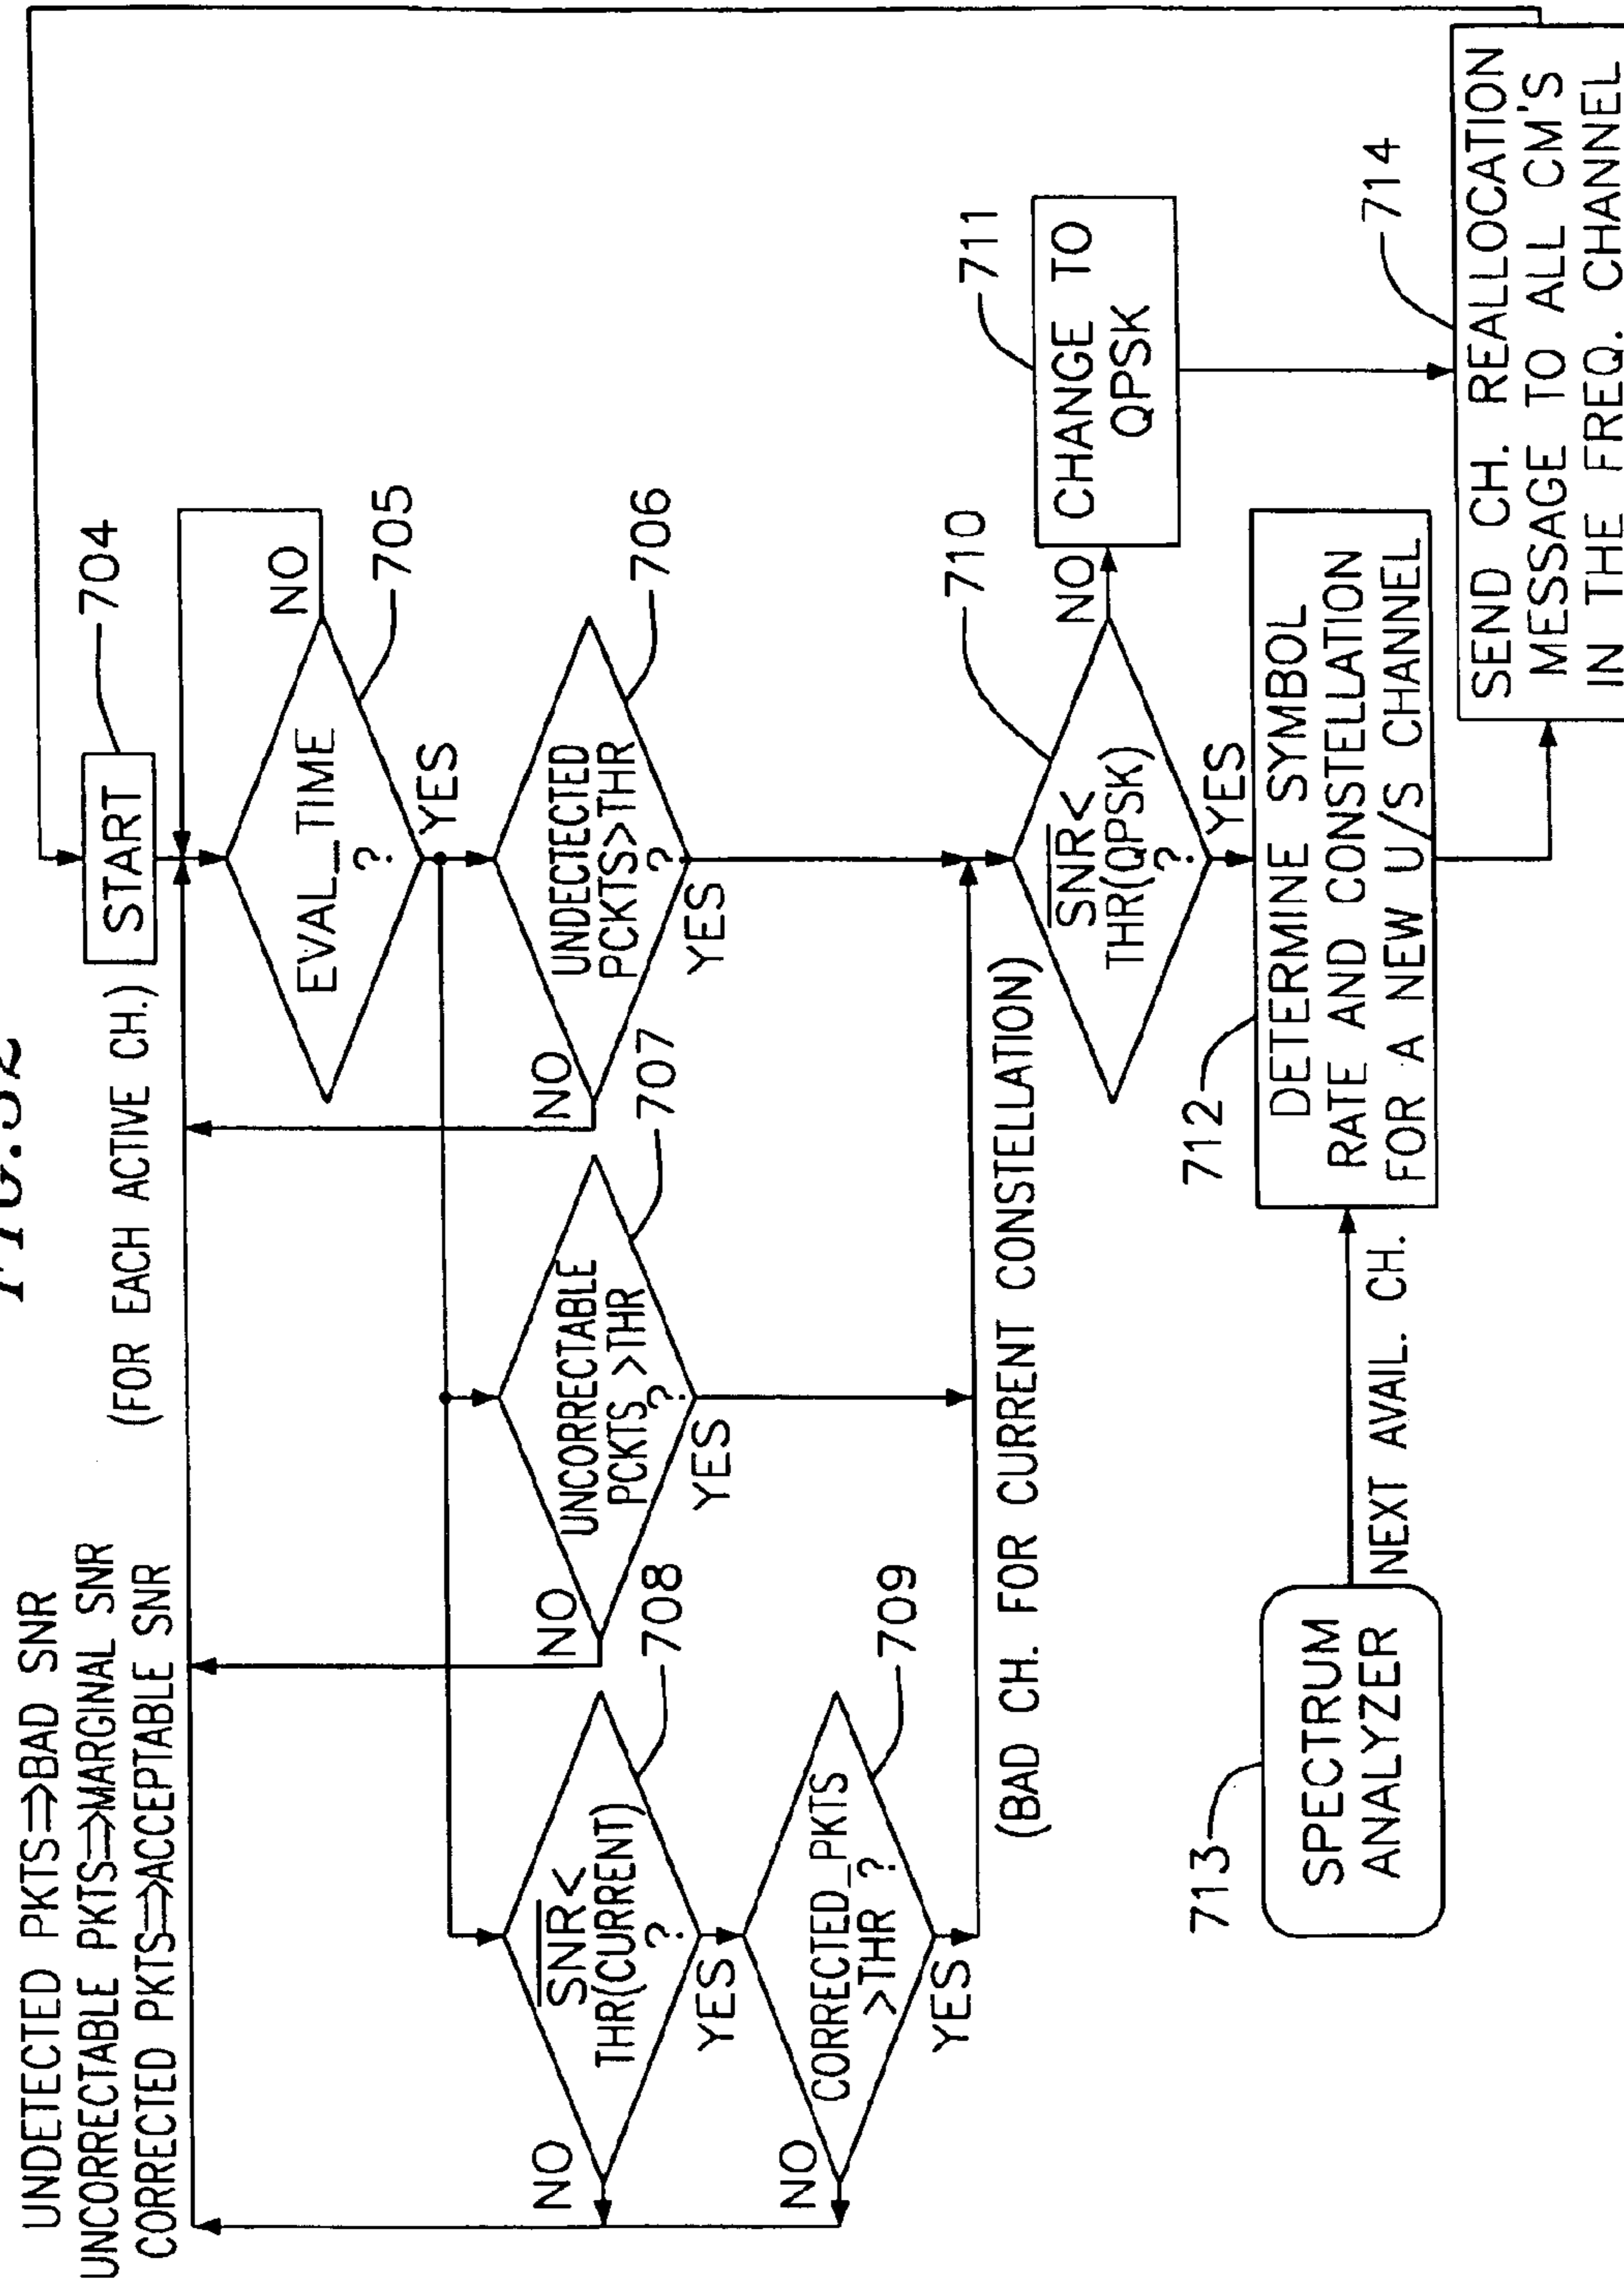 FIG.32
UNDETECTED PKTS⇒BAD SNR
UNCORRECTABLE PKTS⇒MARGINAL SNR
CORRECTED PKTS⇒ACCEPTABLE SNR
(FOR EACH ACTIVE CH.)
START
704
EVAL_TIME
?
NO
705
YES
SNR<
THR(CURRENT)
?
NO
708
YES
UNCORRECTABLE
PCKTS >THR
?
NO
707
YES
UNDECTECTED
PCKTS>THR
?
NO
706
YES
CORRECTED_PKTS
>THR ?
NO
709
YES
(BAD CH. FOR CURRENT CONSTELLATION)
SNR<
THR(QPSK)
?
710
NO
YES
CHANGE TO
QPSK
711
713
SPECTRUM
ANALYZER
NEXT AVAIL. CH.
712
DETERMINE SYMBOL
RATE AND CONSTELLATION
FOR A NEW U/S CHANNEL
714
SEND CH. REALLOCATION
MESSAGE TO ALL CM'S
IN THE FREQ. CHANNEL